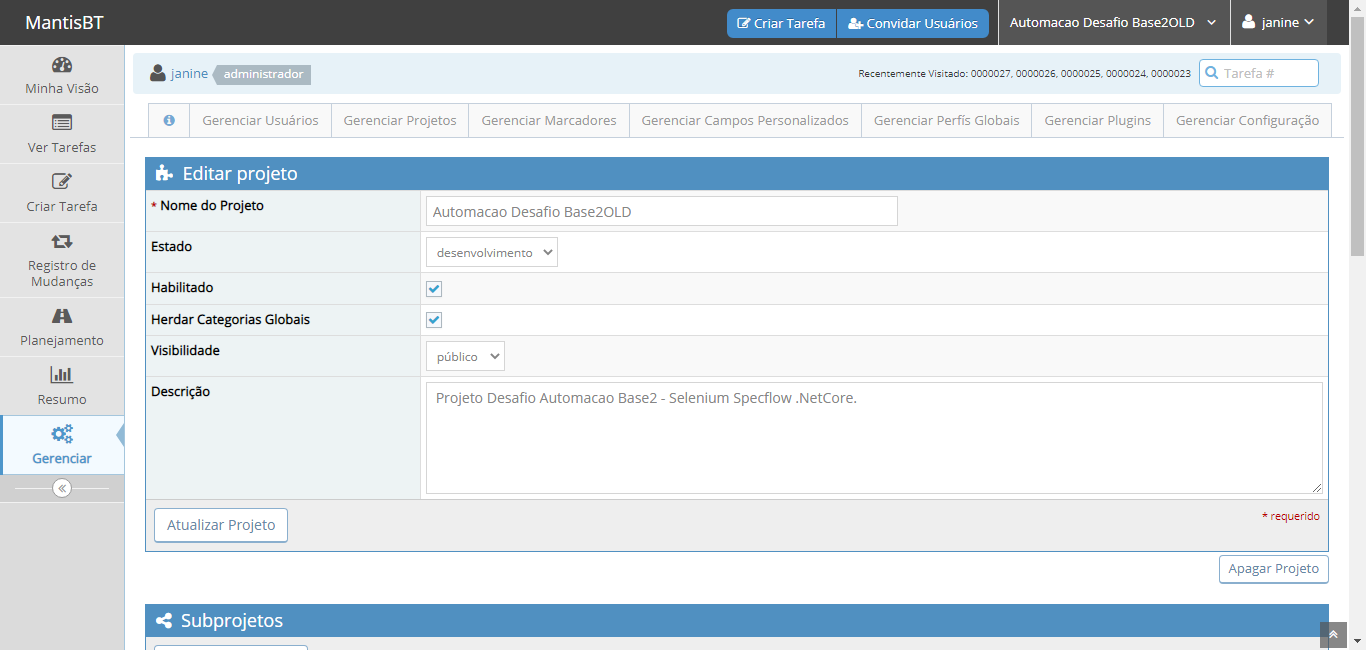 MantisBT
Criar Tarefa
Convidar Usuários
Automacao Desafio Base2OLD
janine
Minha Visão
Ver Tarefas
Criar Tarefa
Registro de
Mudanças
Planejamento
Resumo
Gerenciar
janine administrador
Recentemente Visitado: 0000027, 0000026, 0000025, 0000024, 0000023
Tarefa #
Gerenciar Usuários
Gerenciar Projetos
Gerenciar Marcadores
Gerenciar Campos Personalizados
Gerenciar Perfís Globais
Gerenciar Plugins
Gerenciar Configuração
Editar projeto
* Nome do Projeto
Automacao Desafio Base2OLD
Estado
desenvolvimento
Habilitado
Herdar Categorias Globais
Visibilidade
público
Descrição
Projeto Desafio Automacao Base2 - Selenium Specflow .NetCore.
Atualizar Projeto
* requerido
Apagar Projeto
Subprojetos